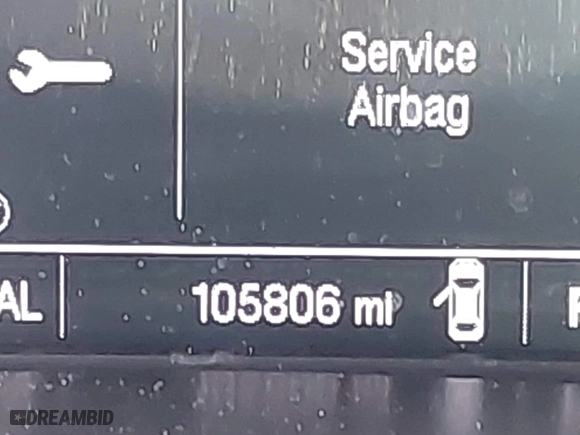 Service
Airbag
AL
105806 mi
DREAMBID